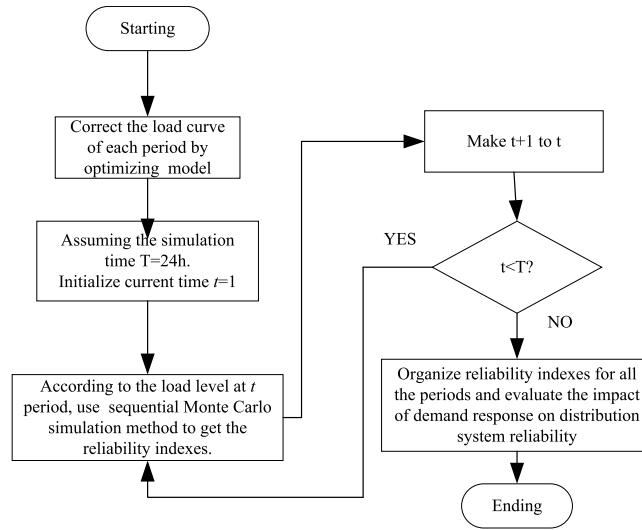 Starting
Correct the load curve
of each period by
optimizing model
Assuming the simulation
time T=24h.
Initialize current time t=1
According to the load level at t
period, use sequential Monte Carlo
simulation method to get the
reliability indexes.
Make t+1 to t
YES
t<T?
NO
Organize reliability indexes for all
the periods and evaluate the impact
of demand response on distribution
system reliability
Ending